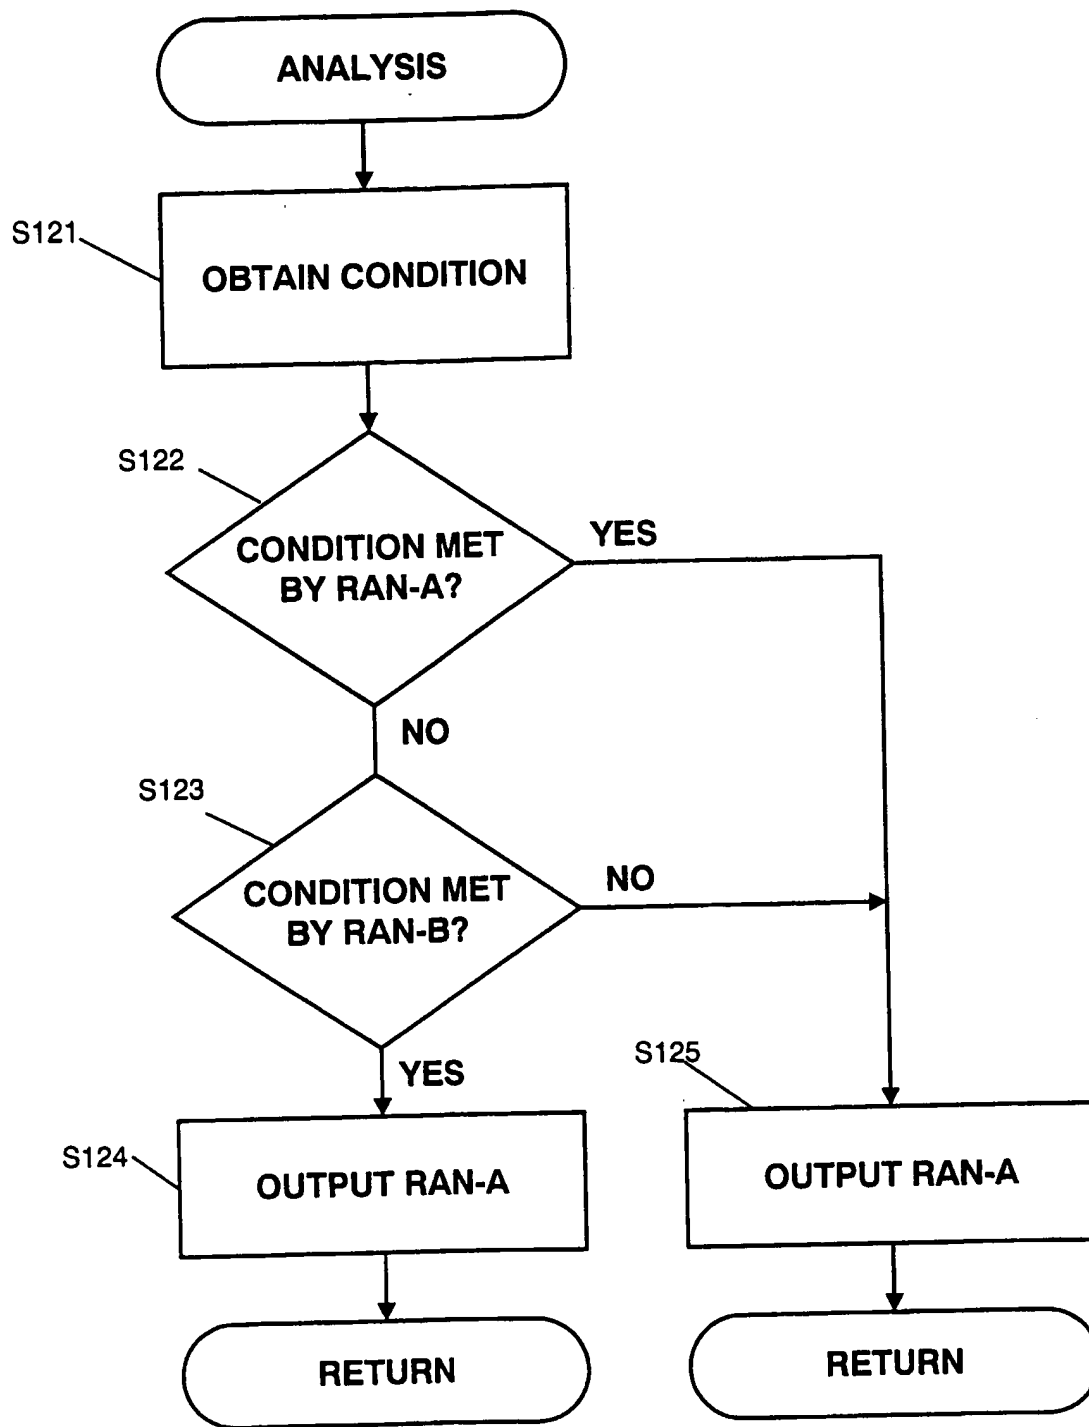 ANALYSIS
S121
OBTAIN CONDITION
S122
CONDITION MET
BY RAN-A?
YES
NO
S123
CONDITION MET
BY RAN-B?
NO
YES
S125
S124
OUTPUT RAN-A
OUTPUT RAN-A
RETURN
RETURN